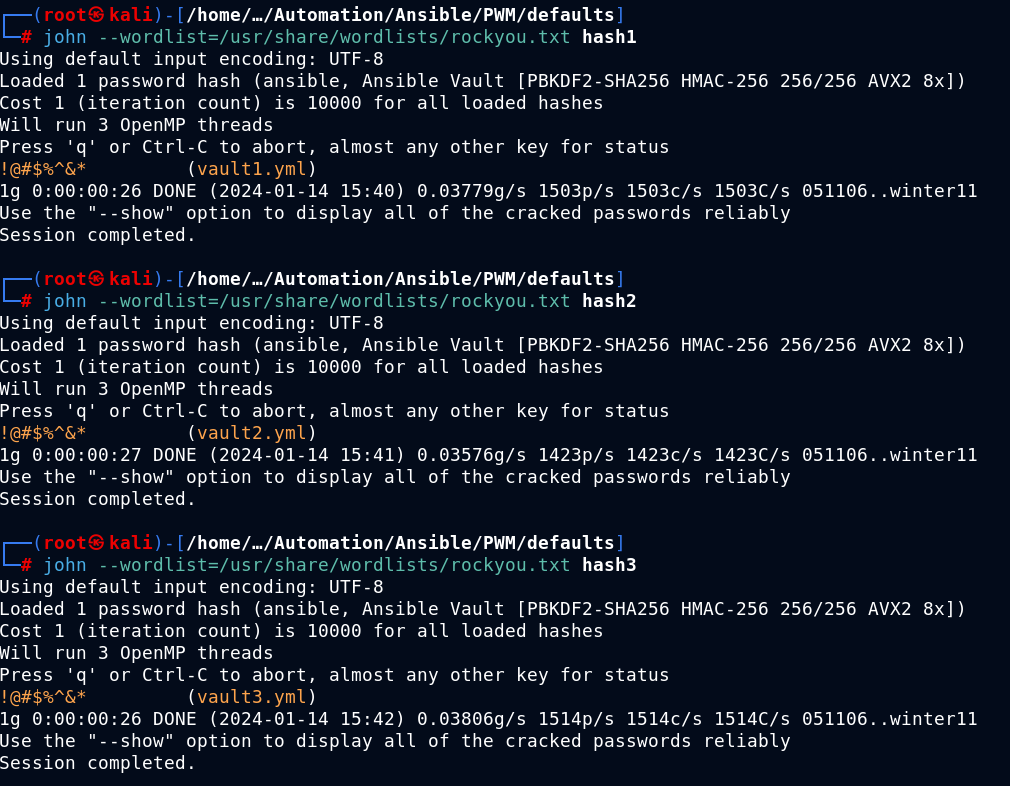 ┌──(root㉿kali)-[/home/…/Automation/Ansible/PWM/defaults]
└─# john --wordlist=/usr/share/wordlists/rockyou.txt hash1
Using default input encoding: UTF-8
Loaded 1 password hash (ansible, Ansible Vault [PBKDF2-SHA256 HMAC-256 256/256 AVX2 8x])
Cost 1 (iteration count) is 10000 for all loaded hashes
Will run 3 OpenMP threads
Press 'q' or Ctrl-C to abort, almost any other key for status
!@#$%^&*         (vault1.yml)
1g 0:00:00:26 DONE (2024-01-14 15:40) 0.03779g/s 1503p/s 1503c/s 1503C/s 051106..winter11
Use the "--show" option to display all of the cracked passwords reliably
Session completed.

┌──(root㉿kali)-[/home/…/Automation/Ansible/PWM/defaults]
└─# john --wordlist=/usr/share/wordlists/rockyou.txt hash2
Using default input encoding: UTF-8
Loaded 1 password hash (ansible, Ansible Vault [PBKDF2-SHA256 HMAC-256 256/256 AVX2 8x])
Cost 1 (iteration count) is 10000 for all loaded hashes
Will run 3 OpenMP threads
Press 'q' or Ctrl-C to abort, almost any other key for status
!@#$%^&*         (vault2.yml)
1g 0:00:00:27 DONE (2024-01-14 15:41) 0.03576g/s 1423p/s 1423c/s 1423C/s 051106..winter11
Use the "--show" option to display all of the cracked passwords reliably
Session completed.

┌──(root㉿kali)-[/home/…/Automation/Ansible/PWM/defaults]
└─# john --wordlist=/usr/share/wordlists/rockyou.txt hash3
Using default input encoding: UTF-8
Loaded 1 password hash (ansible, Ansible Vault [PBKDF2-SHA256 HMAC-256 256/256 AVX2 8x])
Cost 1 (iteration count) is 10000 for all loaded hashes
Will run 3 OpenMP threads
Press 'q' or Ctrl-C to abort, almost any other key for status
!@#$%^&*         (vault3.yml)
1g 0:00:00:26 DONE (2024-01-14 15:42) 0.03806g/s 1514p/s 1514c/s 1514C/s 051106..winter11
Use the "--show" option to display all of the cracked passwords reliably
Session completed.